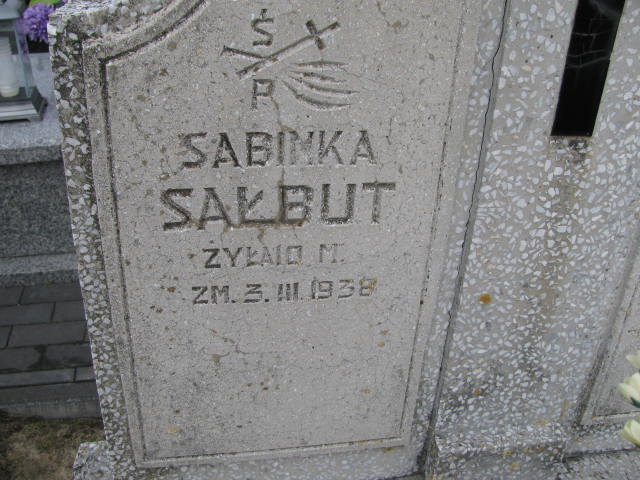 Ś
P
SABINKA
SAŁBUT
ŻYŁA 10 M.
ZM. 3. III. 1938